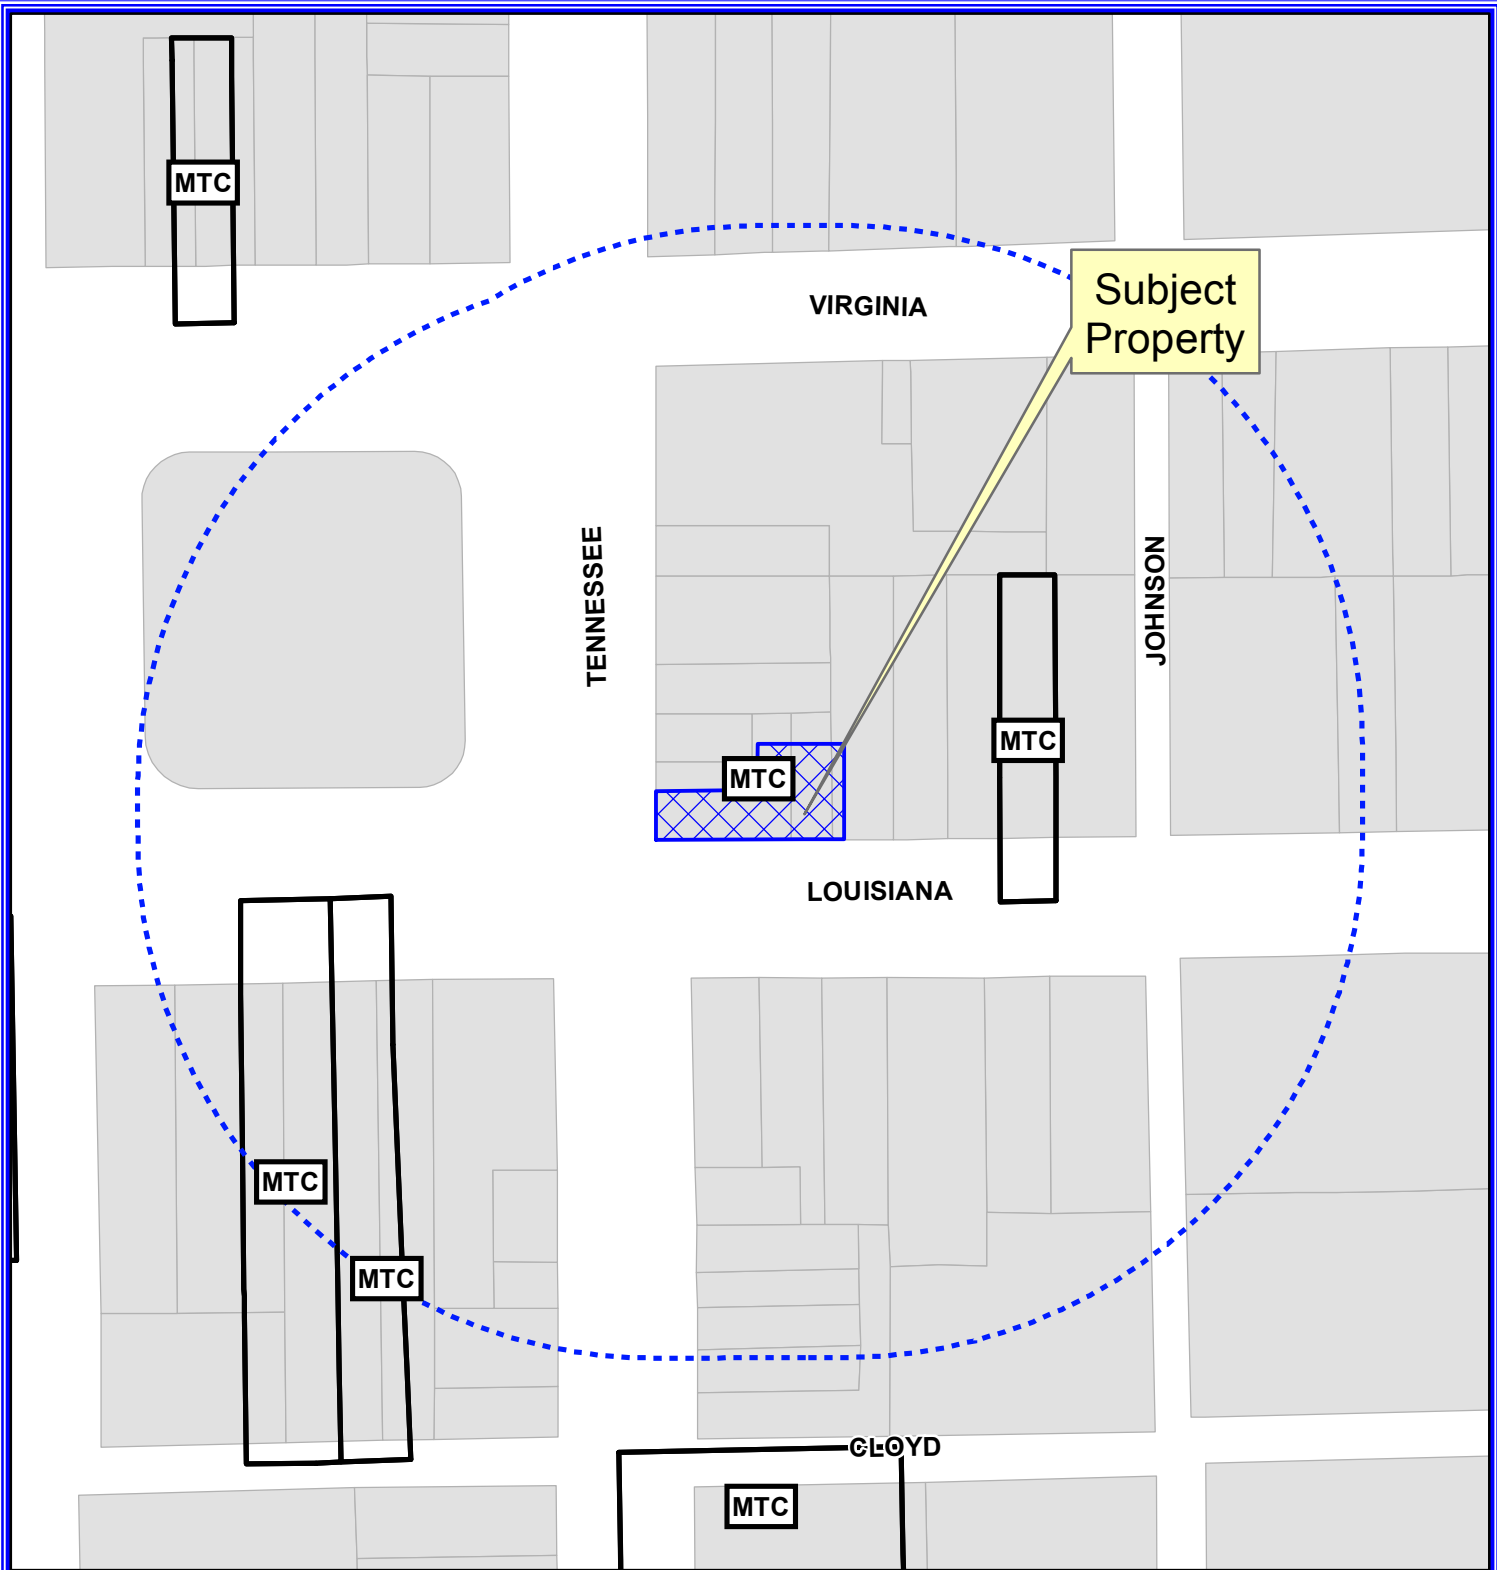 MTC
Subject
Property
VIRGINIA
TENNESSEE
JOHNSON
MTC
MTC
LOUISIANA
MTC
MTC
CLOYD
MTC